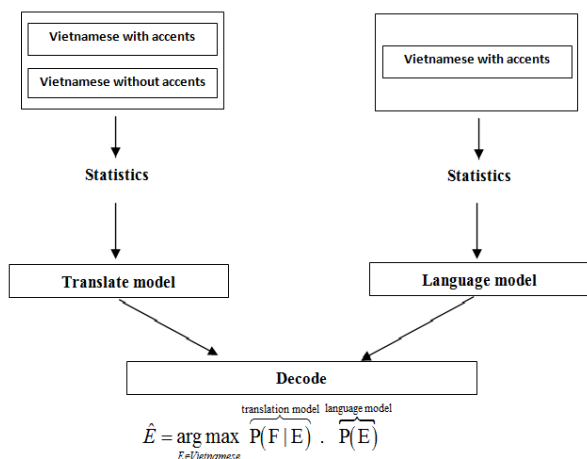 Vietnamese with accents
Vietnamese without accents
Statistics
Translate model
Vietnamese with accents
Statistics
Language model
Decode
translation model language model
Ê = arg max P(F | E) . P(E)
E∈Vietnamese